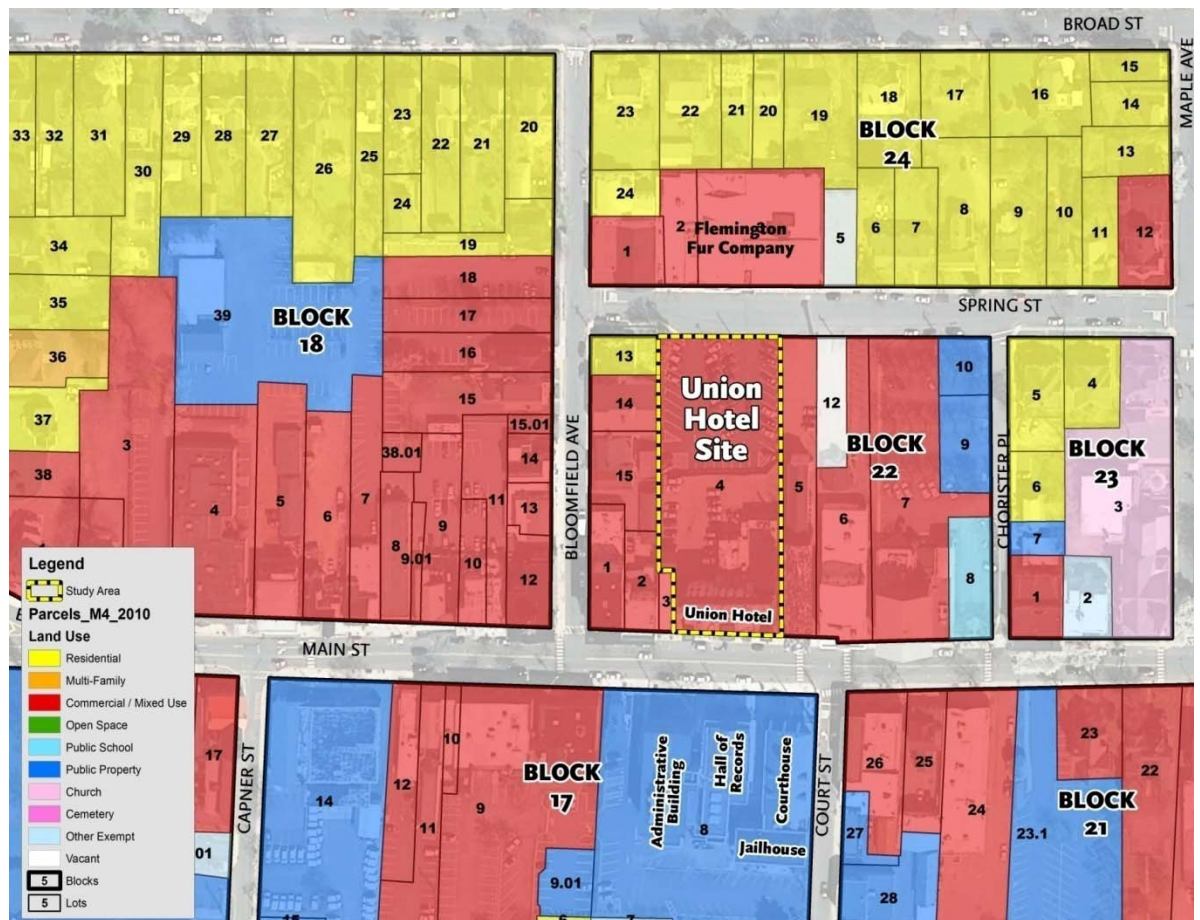 BROAD ST
MAPLE AVE
33
32
31
30
29
28
27
26
25
23
22
21
20
24
19
34
35
36
37
38
39
BLOCK
18
18
17
16
15
15.01
14
13
12
38.01
11
10
9
9.01
8
7
6
5
4
3
23
22
21
20
19
18
17
16
15
14
13
BLOCK
24
24
1
2
3
Flemington
Fur Company
5
6
7
8
9
10
11
12
SPRING ST
BLOOMFIELD AVE
13
14
15
1
2
3
Union
Hotel
Site
4
Union Hotel
5
12
6
BLOCK
22
7
10
9
8
CHORISTER PL
5
4
BLOCK
23
6
3
7
1
2
MAIN ST
Legend
Study Area
Parcels_M4_2010
Land Use
Residential
Multi-Family
Commercial / Mixed Use
Open Space
Public School
Public Property
Church
Cemetery
Other Exempt
Vacant
5 Blocks
5 Lots
17
01
CAPNER ST
14
12
11
10
9
BLOCK
17
9.01
Administrative
Building
Hall of
Records
Courthouse
8
Jailhouse
COURT ST
26
25
27
28
24
23.1
23
22
BLOCK
21